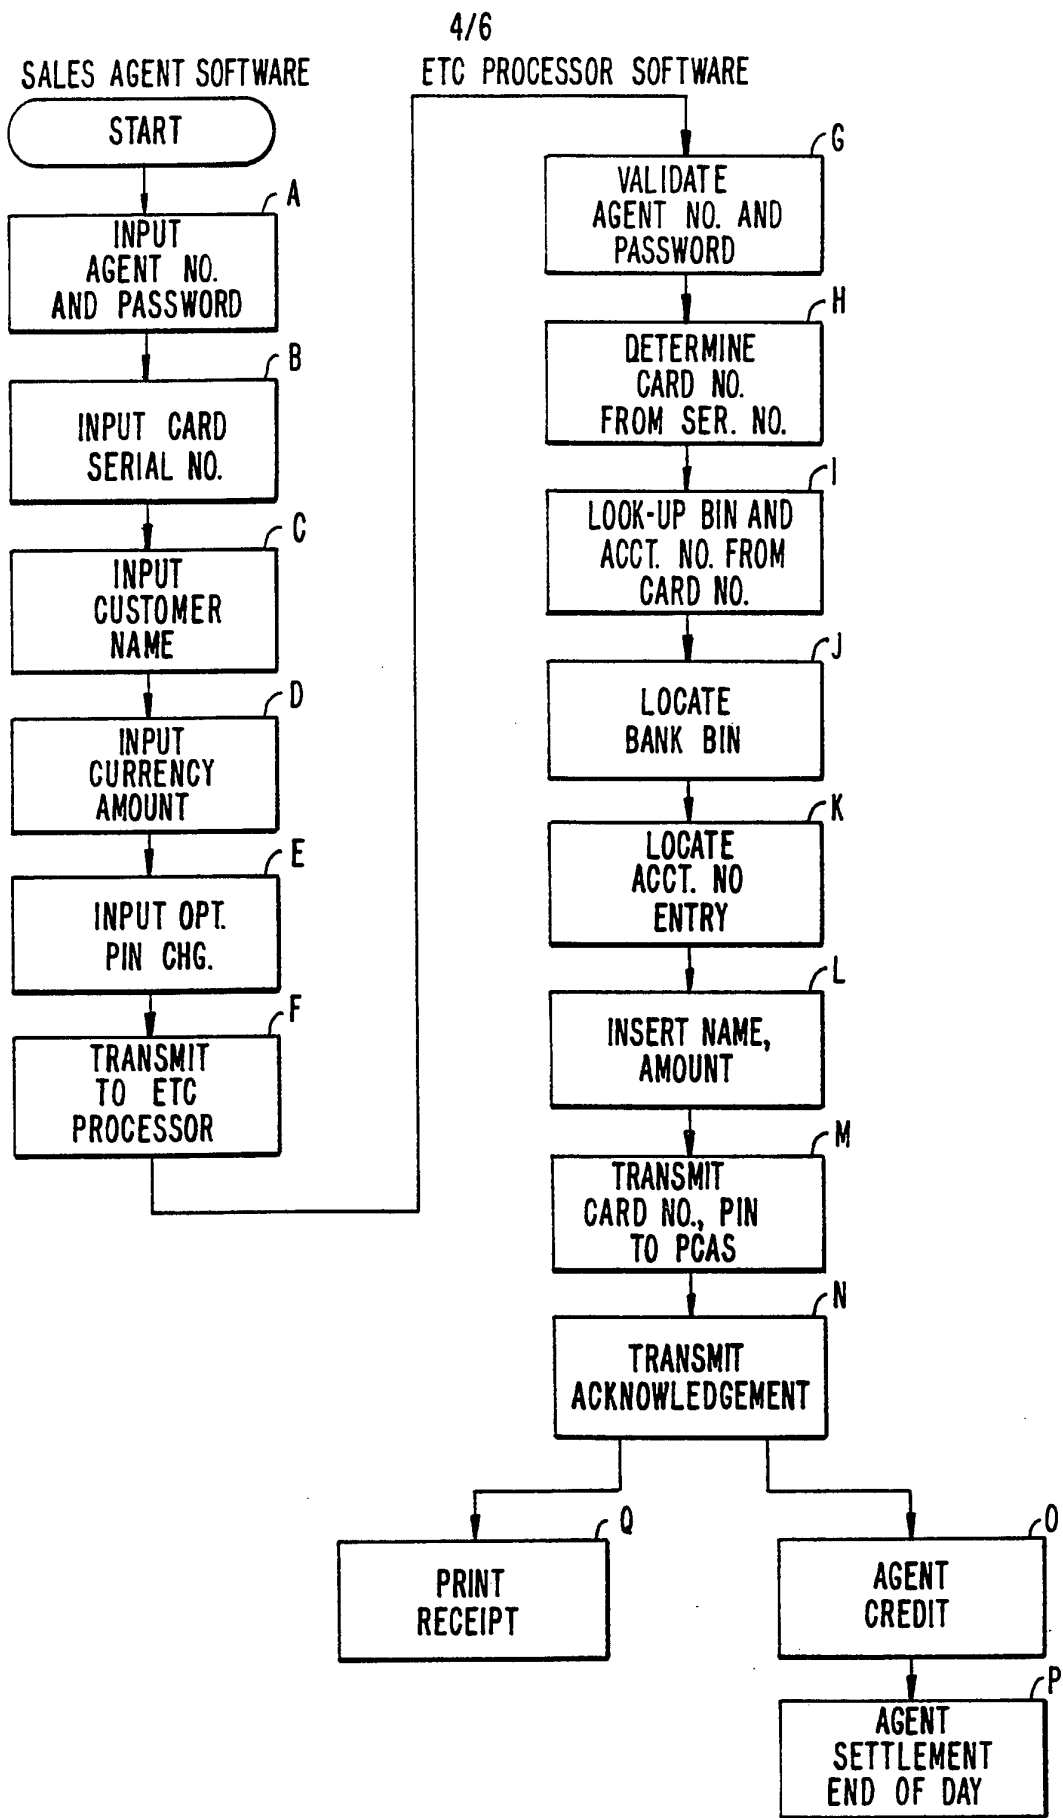 4/6
SALES AGENT SOFTWARE
START
A
INPUT
AGENT NO.
AND PASSWORD
B
INPUT CARD
SERIAL NO.
C
INPUT
CUSTOMER
NAME
D
INPUT
CURRENCY
AMOUNT
E
INPUT OPT.
PIN CHG.
F
TRANSMIT
TO ETC
PROCESSOR
ETC PROCESSOR SOFTWARE
G
VALIDATE
AGENT NO. AND
PASSWORD
H
DETERMINE
CARD NO.
FROM SER. NO.
I
LOOK-UP BIN AND
ACCT. NO. FROM
CARD NO.
J
LOCATE
BANK BIN
K
LOCATE
ACCT. NO
ENTRY
L
INSERT NAME,
AMOUNT
M
TRANSMIT
CARD NO., PIN
TO PCAS
N
TRANSMIT
ACKNOWLEDGEMENT
Q
PRINT
RECEIPT
O
AGENT
CREDIT
P
AGENT
SETTLEMENT
END OF DAY